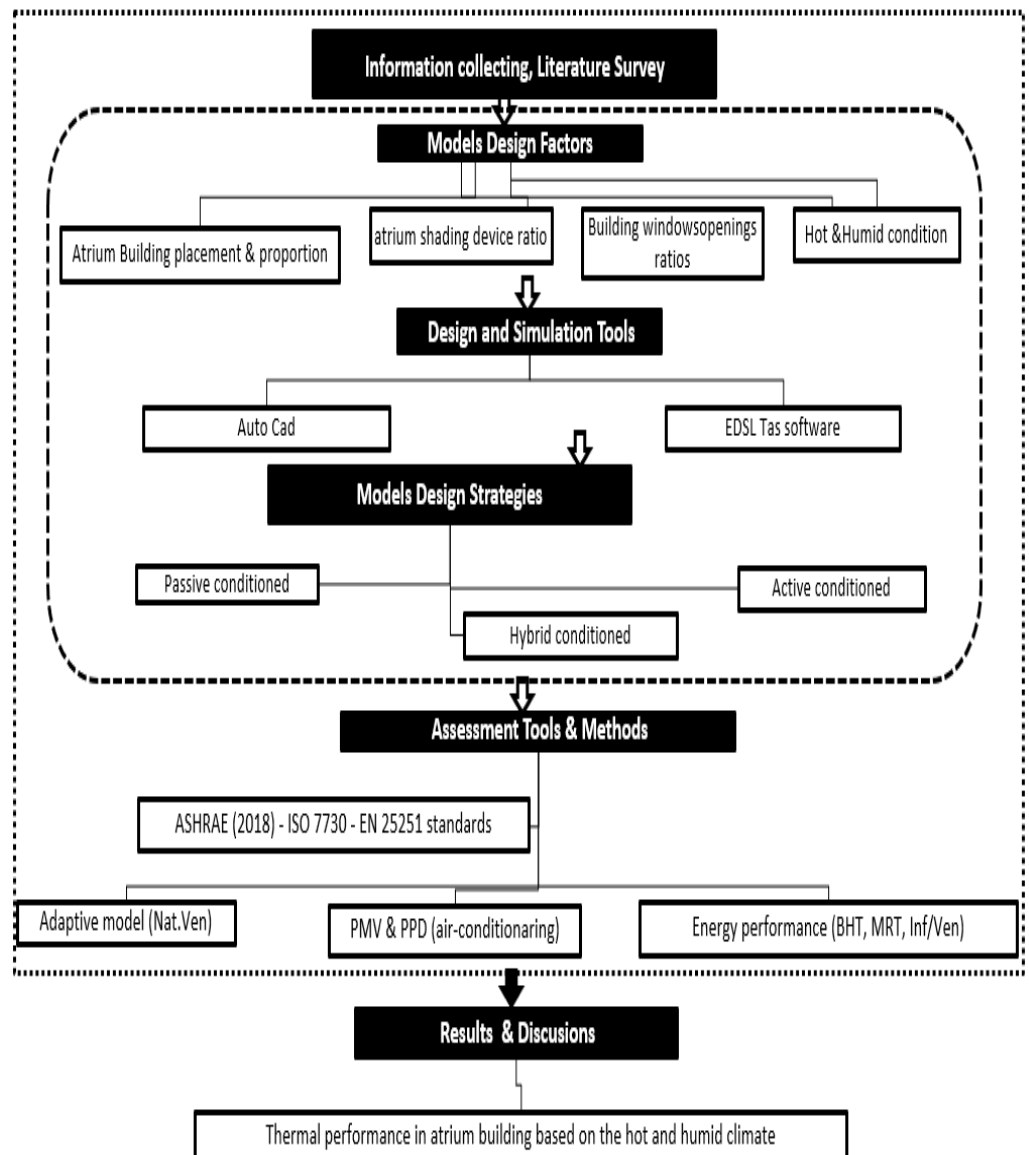 Information collecting, Literature Survey
Models Design Factors
Atrium Building placement & proportion
atrium shading device ratio
Building windowsopenings
ratios
Hot &Humid condition
Design and Simulation Tools
Auto Cad
EDSL Tas software
Models Design Strategies
Passive conditioned
Active conditioned
Hybrid conditioned
Assessment Tools & Methods
ASHRAE (2018) - ISO 7730 - EN 25251 standards
Adaptive model (Nat.Ven)
PMV & PPD (air-conditionaring)
Energy performance (BHT, MRT, Inf/Ven)
Results & Discusions
Thermal performance in atrium building based on the hot and humid climate